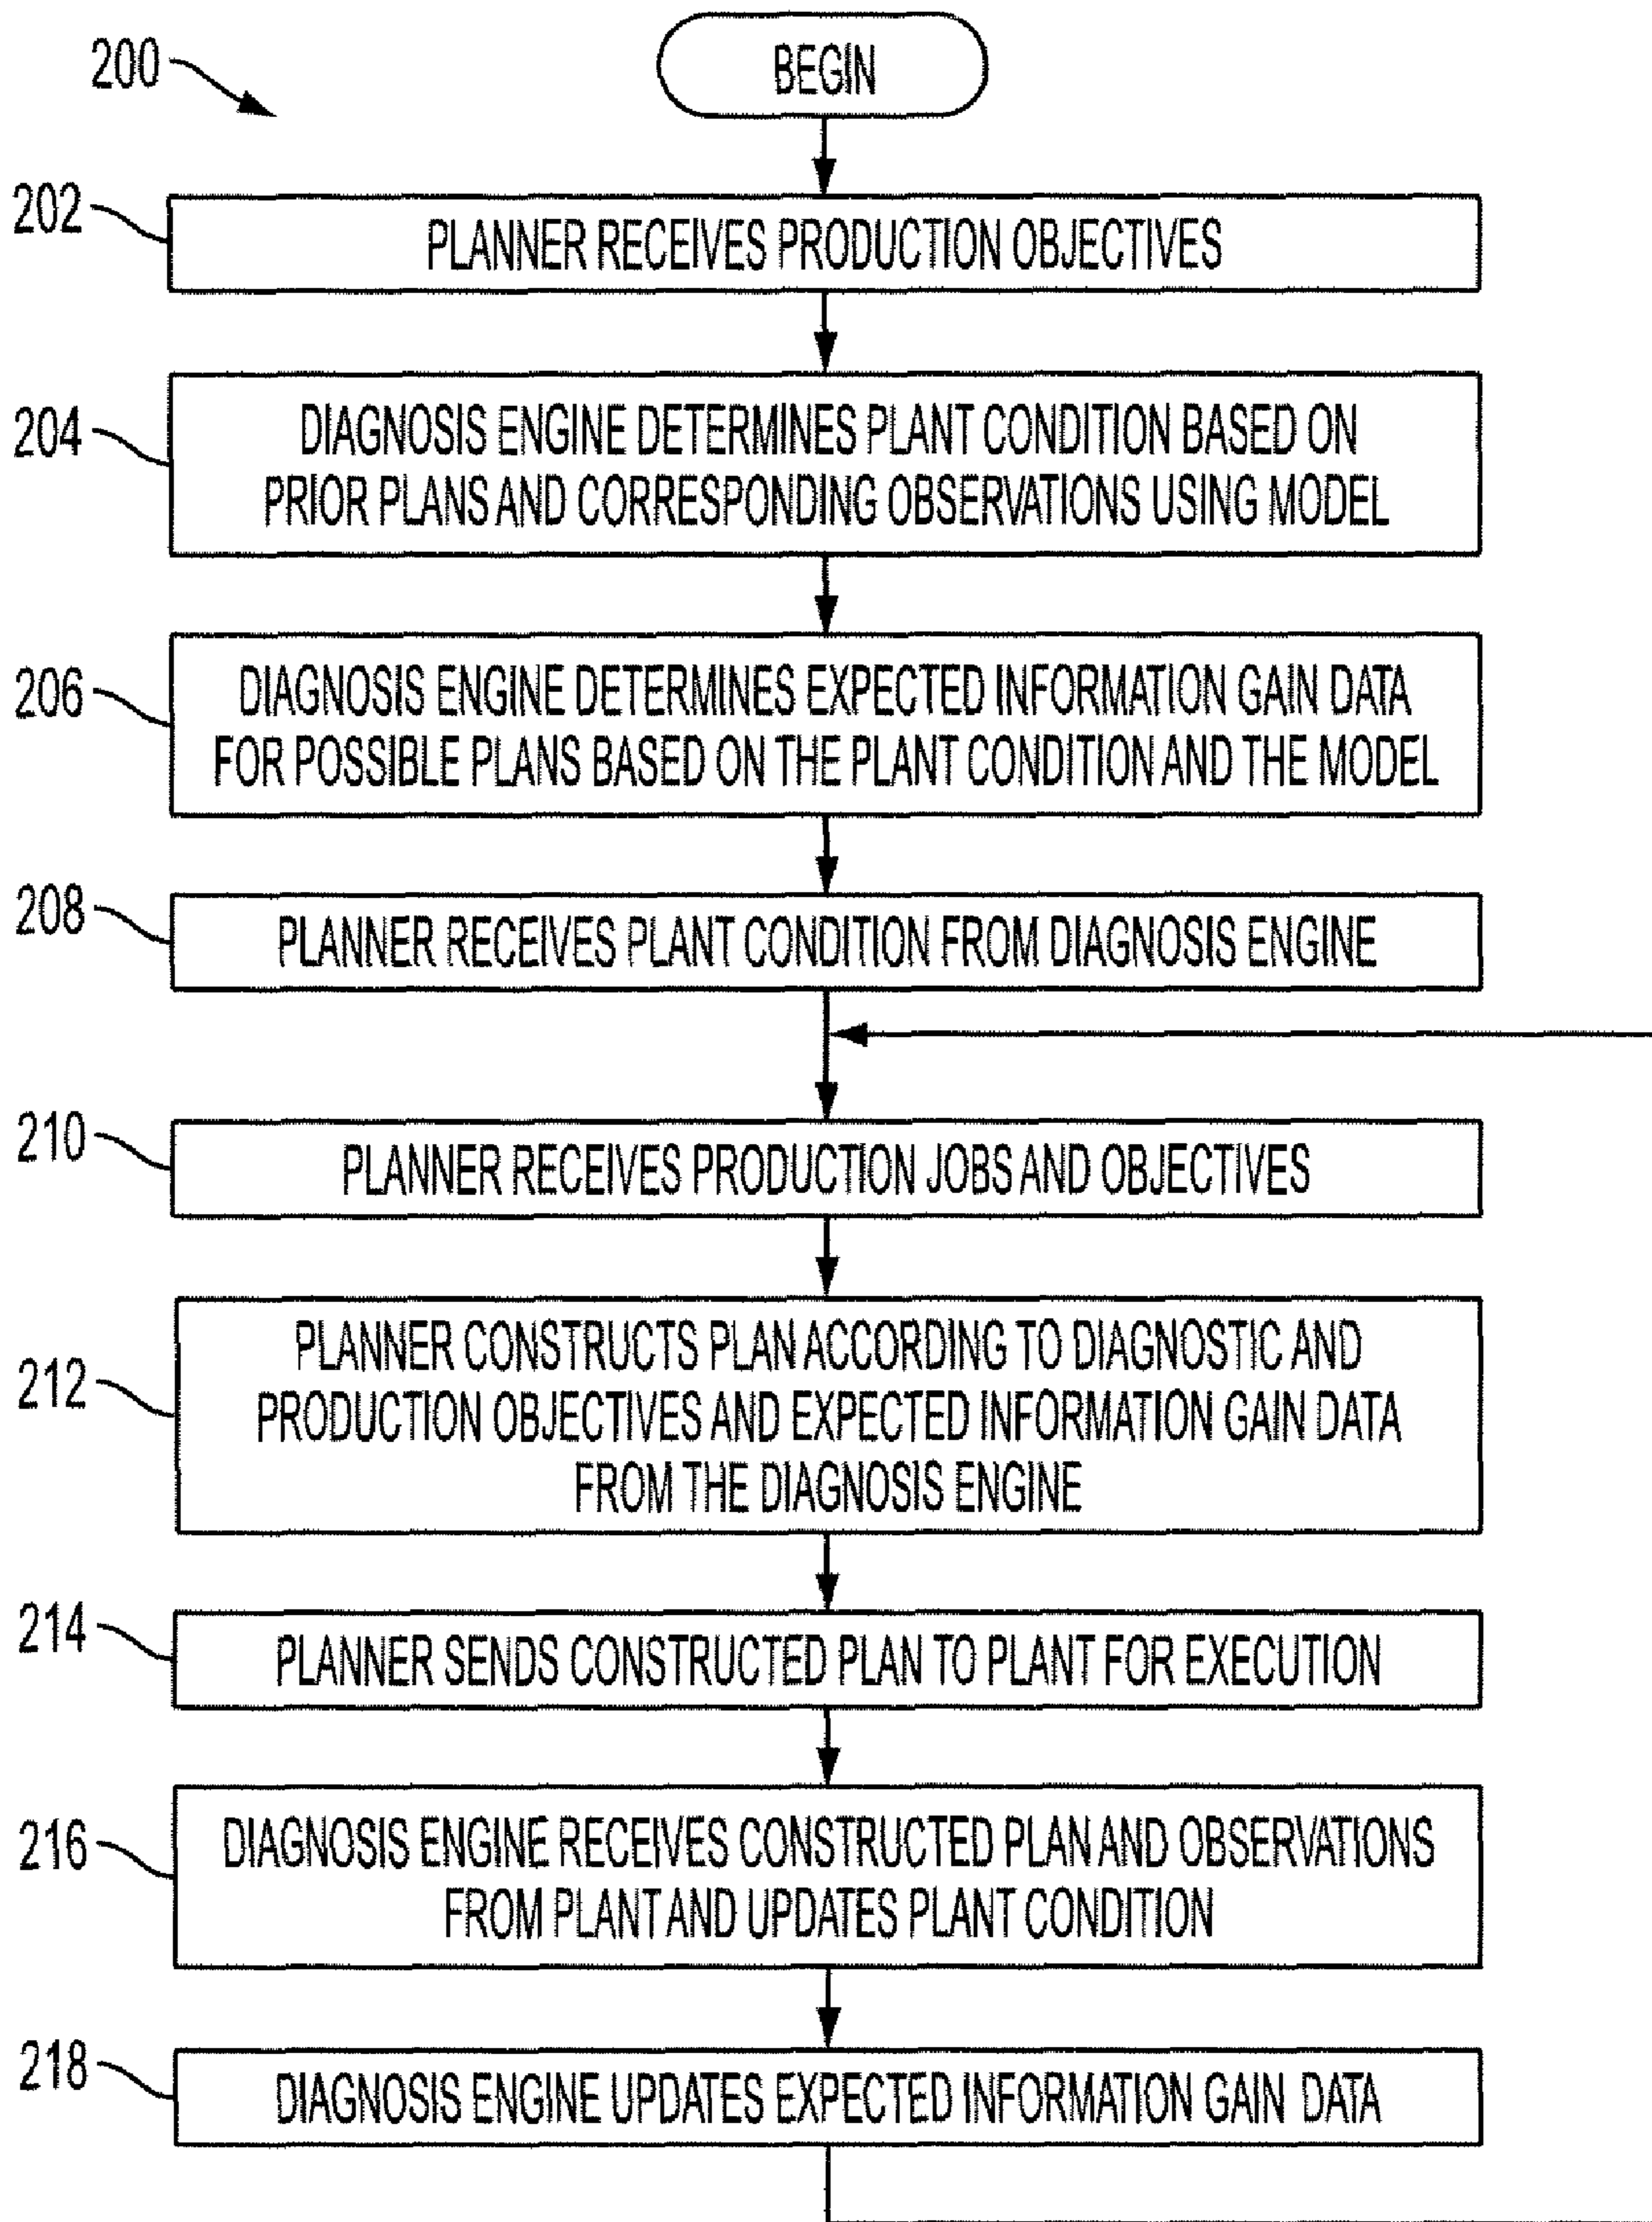 200
BEGIN
202
PLANNER RECEIVES PRODUCTION OBJECTIVES
204
DIAGNOSIS ENGINE DETERMINES PLANT CONDITION BASED ON
PRIOR PLANS AND CORRESPONDING OBSERVATIONS USING MODEL
206
DIAGNOSIS ENGINE DETERMINES EXPECTED INFORMATION GAIN DATA
FOR POSSIBLE PLANS BASED ON THE PLANT CONDITION AND THE MODEL
208
PLANNER RECEIVES PLANT CONDITION FROM DIAGNOSIS ENGINE
210
PLANNER RECEIVES PRODUCTION JOBS AND OBJECTIVES
212
PLANNER CONSTRUCTS PLAN ACCORDING TO DIAGNOSTIC AND
PRODUCTION OBJECTIVES AND EXPECTED INFORMATION GAIN DATA
FROM THE DIAGNOSIS ENGINE
214
PLANNER SENDS CONSTRUCTED PLAN TO PLANT FOR EXECUTION
216
DIAGNOSIS ENGINE RECEIVES CONSTRUCTED PLAN AND OBSERVATIONS
FROM PLANT AND UPDATES PLANT CONDITION
218
DIAGNOSIS ENGINE UPDATES EXPECTED INFORMATION GAIN DATA